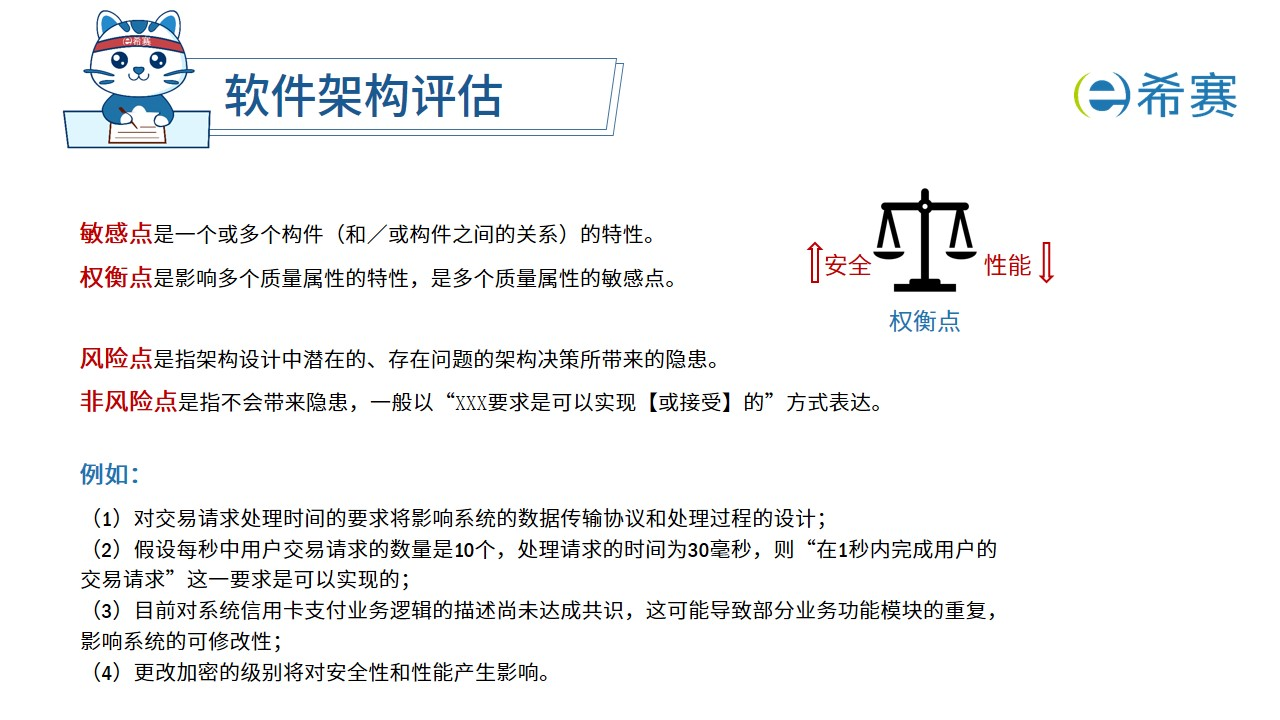 希赛
软件架构评估
希赛
敏感点是一个或多个构件（和／或构件之间的关系）的特性。
权衡点是影响多个质量属性的特性，是多个质量属性的敏感点。
安全
性能
权衡点
风险点是指架构设计中潜在的、存在问题的架构决策所带来的隐患。
非风险点是指不会带来隐患，一般以“XXX要求是可以实现【或接受】的”方式表达。
例如：
（1）对交易请求处理时间的要求将影响系统的数据传输协议和处理过程的设计；
（2）假设每秒中用户交易请求的数量是10个，处理请求的时间为30毫秒，则“在1秒内完成用户的
交易请求”这一要求是可以实现的；
（3）目前对系统信用卡支付业务逻辑的描述尚未达成共识，这可能导致部分业务功能模块的重复，
影响系统的可修改性；
（4）更改加密的级别将对安全性和性能产生影响。